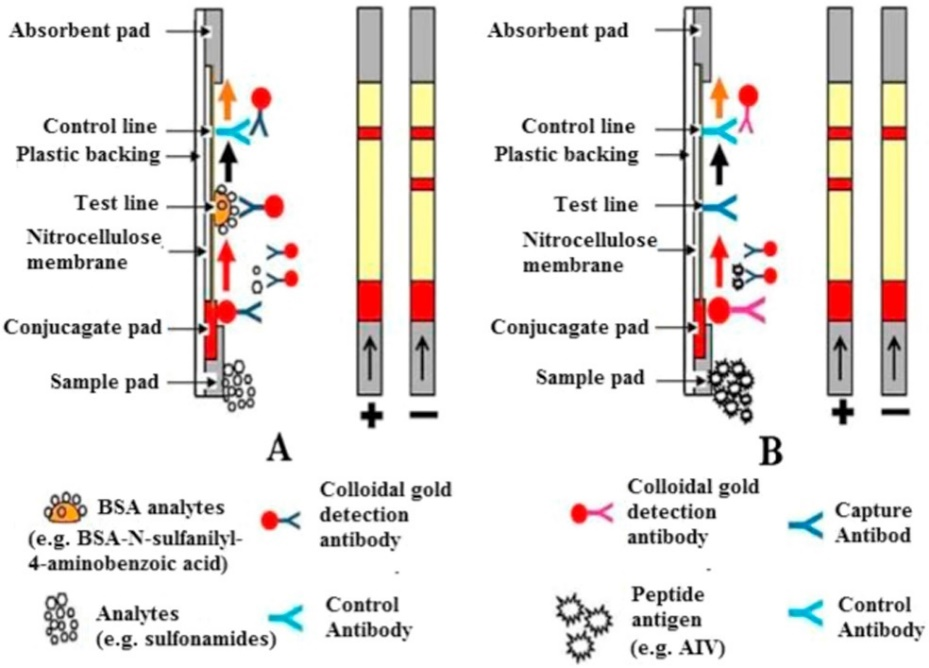 Absorbent pad
Control line
Plastic backing
Test line
Nitrocellulose
membrane
Conjucagate pad
Sample pad
+ −
A
Absorbent pad
Control line
Plastic backing
Test line
Nitrocellulose
membrane
Conjucagate pad
Sample pad
+ −
B
BSA analytes
(e.g. BSA-N-sulfanilyl-
4-aminobenzoic acid)
Colloidal gold
detection
antibody
Analytes
(e.g. sulfonamides)
Control
Antibody
Colloidal gold
detection
antibody
Capture
Antibod
Peptide
antigen
(e.g. AIV)
Control
Antibody